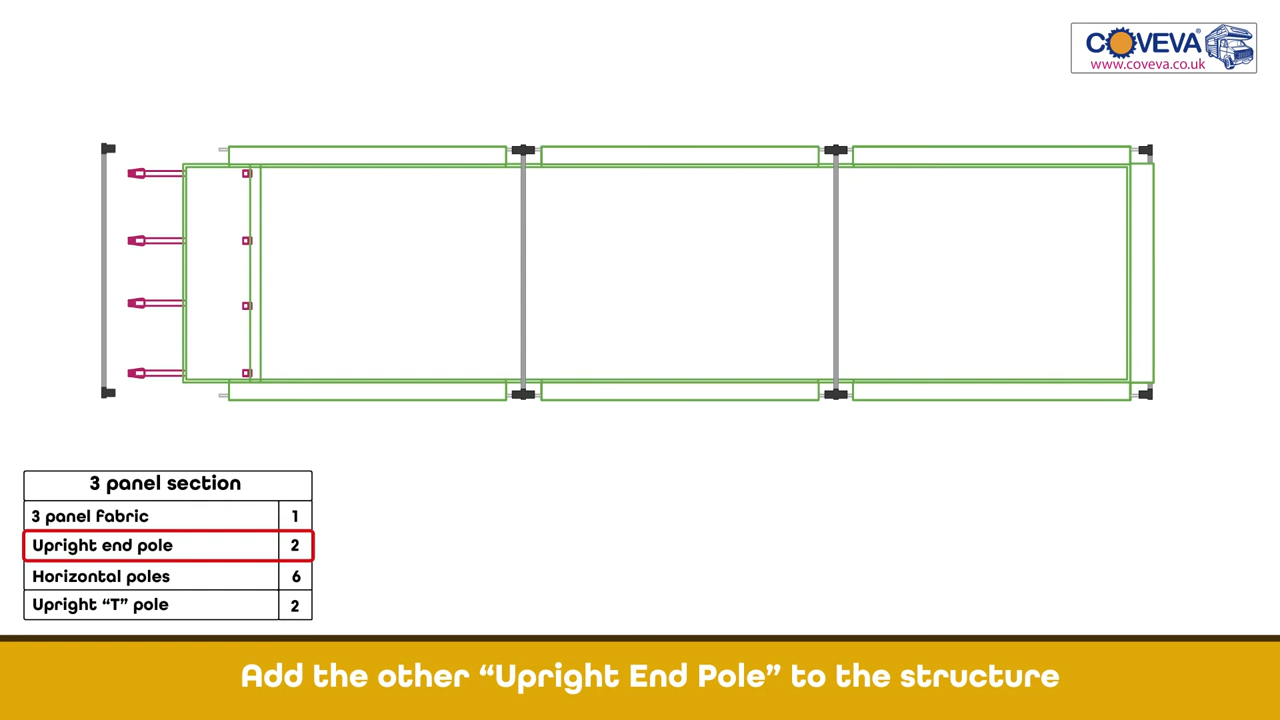 COVEVA®
www.coveva.co.uk
3 panel section
3 panel fabric 1
Upright end pole 2
Horizontal poles 6
Upright “T” pole 2
Add the other “Upright End Pole” to the structure